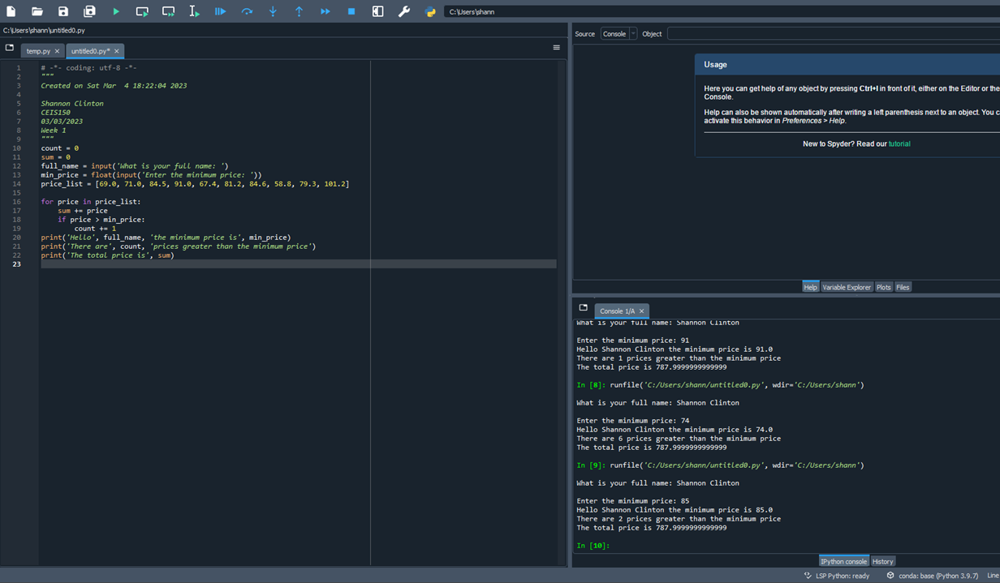 C:\Users\shann
C:\Users\shann\untitled0.py
temp.py
untitled0.py*
1 # -*- coding: utf-8 -*-
2 """
3 Created on Sat Mar  4 18:22:04 2023
4
5 Shannon Clinton
6 CEIS150
7 03/03/2023
8 Week 1
9 """
10 count = 0
11 sum = 0
12 full_name = input('What is your full name: ')
13 min_price = float(input('Enter the minimum price: '))
14 price_list = [69.0, 71.0, 84.5, 91.0, 67.4, 81.2, 84.6, 58.8, 79.3, 101.2]
15
16 for price in price_list:
17     sum += price
18     if price > min_price:
19         count += 1
20 print('Hello', full_name, 'the minimum price is', min_price)
21 print('There are', count, 'prices greater than the minimum price')
22 print('The total price is', sum)
23
Source Console Object
Usage
Here you can get help of any object by pressing Ctrl+I in front of it, either on the Editor or the
Console.
Help can also be shown automatically after writing a left parenthesis next to an object. You c
activate this behavior in Preferences > Help.
New to Spyder? Read our tutorial
Help Variable Explorer Plots Files
Console 1/A
What is your full name: Shannon Clinton
Enter the minimum price: 91
Hello Shannon Clinton the minimum price is 91.0
There are 1 prices greater than the minimum price
The total price is 787.9999999999999
In [8]: runfile('C:/Users/shann/untitled0.py', wdir='C:/Users/shann')
What is your full name: Shannon Clinton
Enter the minimum price: 74
Hello Shannon Clinton the minimum price is 74.0
There are 6 prices greater than the minimum price
The total price is 787.9999999999999
In [9]: runfile('C:/Users/shann/untitled0.py', wdir='C:/Users/shann')
What is your full name: Shannon Clinton
Enter the minimum price: 85
Hello Shannon Clinton the minimum price is 85.0
There are 2 prices greater than the minimum price
The total price is 787.9999999999999
In [10]:
IPython console History
LSP Python: ready conda: base (Python 3.9.7) Line